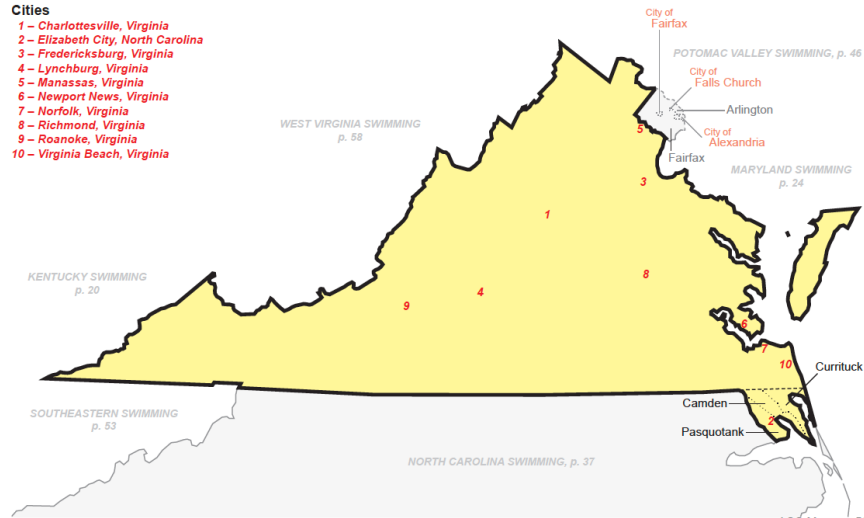 Cities
1 – Charlottesville, Virginia
2 – Elizabeth City, North Carolina
3 – Fredericksburg, Virginia
4 – Lynchburg, Virginia
5 – Manassas, Virginia
6 – Newport News, Virginia
7 – Norfolk, Virginia
8 – Richmond, Virginia
9 – Roanoke, Virginia
10 – Virginia Beach, Virginia
City of
Fairfax
POTOMAC VALLEY SWIMMING, p. 46
City of
Falls Church
Arlington
WEST VIRGINIA SWIMMING
p. 58
5
City of
Alexandria
Fairfax
MARYLAND SWIMMING
p. 24
3
1
KENTUCKY SWIMMING
p. 20
8
4
9
6
7
10
Currituck
Camden
SOUTHEASTERN SWIMMING
p. 53
2
Pasquotank
NORTH CAROLINA SWIMMING, p. 37